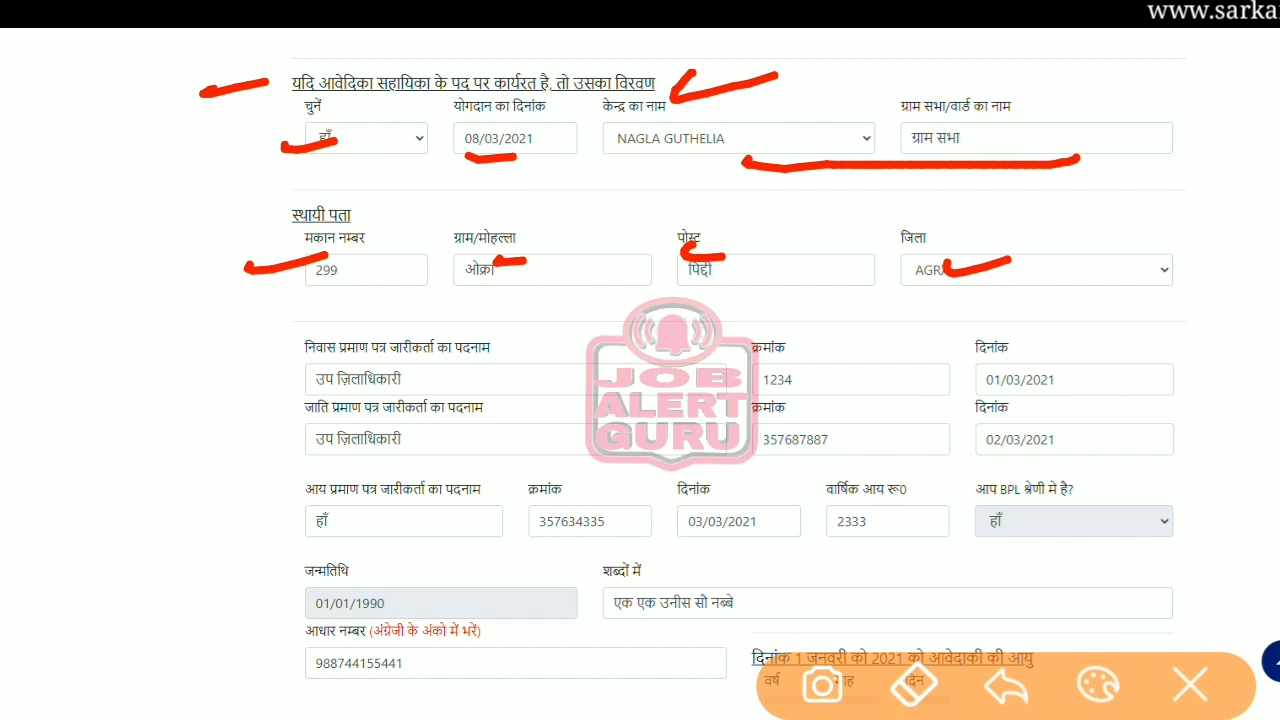 www.sarka
यदि आवेदिका सहायिका के पद पर कार्यरत है, तो उसका विरवण
चुनें योगदान का दिनांक केन्द्र का नाम ग्राम सभा/वार्ड का नाम
हाँ 08/03/2021 NAGLA GUTHELIA ग्राम सभा
स्थायी पता
मकान नम्बर ग्राम/मोहल्ला पोस्ट जिला
299 ओक्रा पिद्दी AGRA
निवास प्रमाण पत्र जारीकर्ता का पदनाम क्रमांक दिनांक
उप ज़िलाधिकारी 1234 01/03/2021
जाति प्रमाण पत्र जारीकर्ता का पदनाम क्रमांक दिनांक
उप ज़िलाधिकारी 357687887 02/03/2021
JOB
ALERT
GURU
आय प्रमाण पत्र जारीकर्ता का पदनाम क्रमांक दिनांक वार्षिक आय रू0 आप BPL श्रेणी मे है?
हाँ 357634335 03/03/2021 2333 हाँ
जन्मतिथि शब्दों में
01/01/1990 एक एक उनीस सौ नब्बे
आधार नम्बर (अंग्रेजी के अंको में भरें)
988744155441
दिनांक 1 जनवरी को 2021 को आवेदाकी की आयु
वर्ष माह दिन